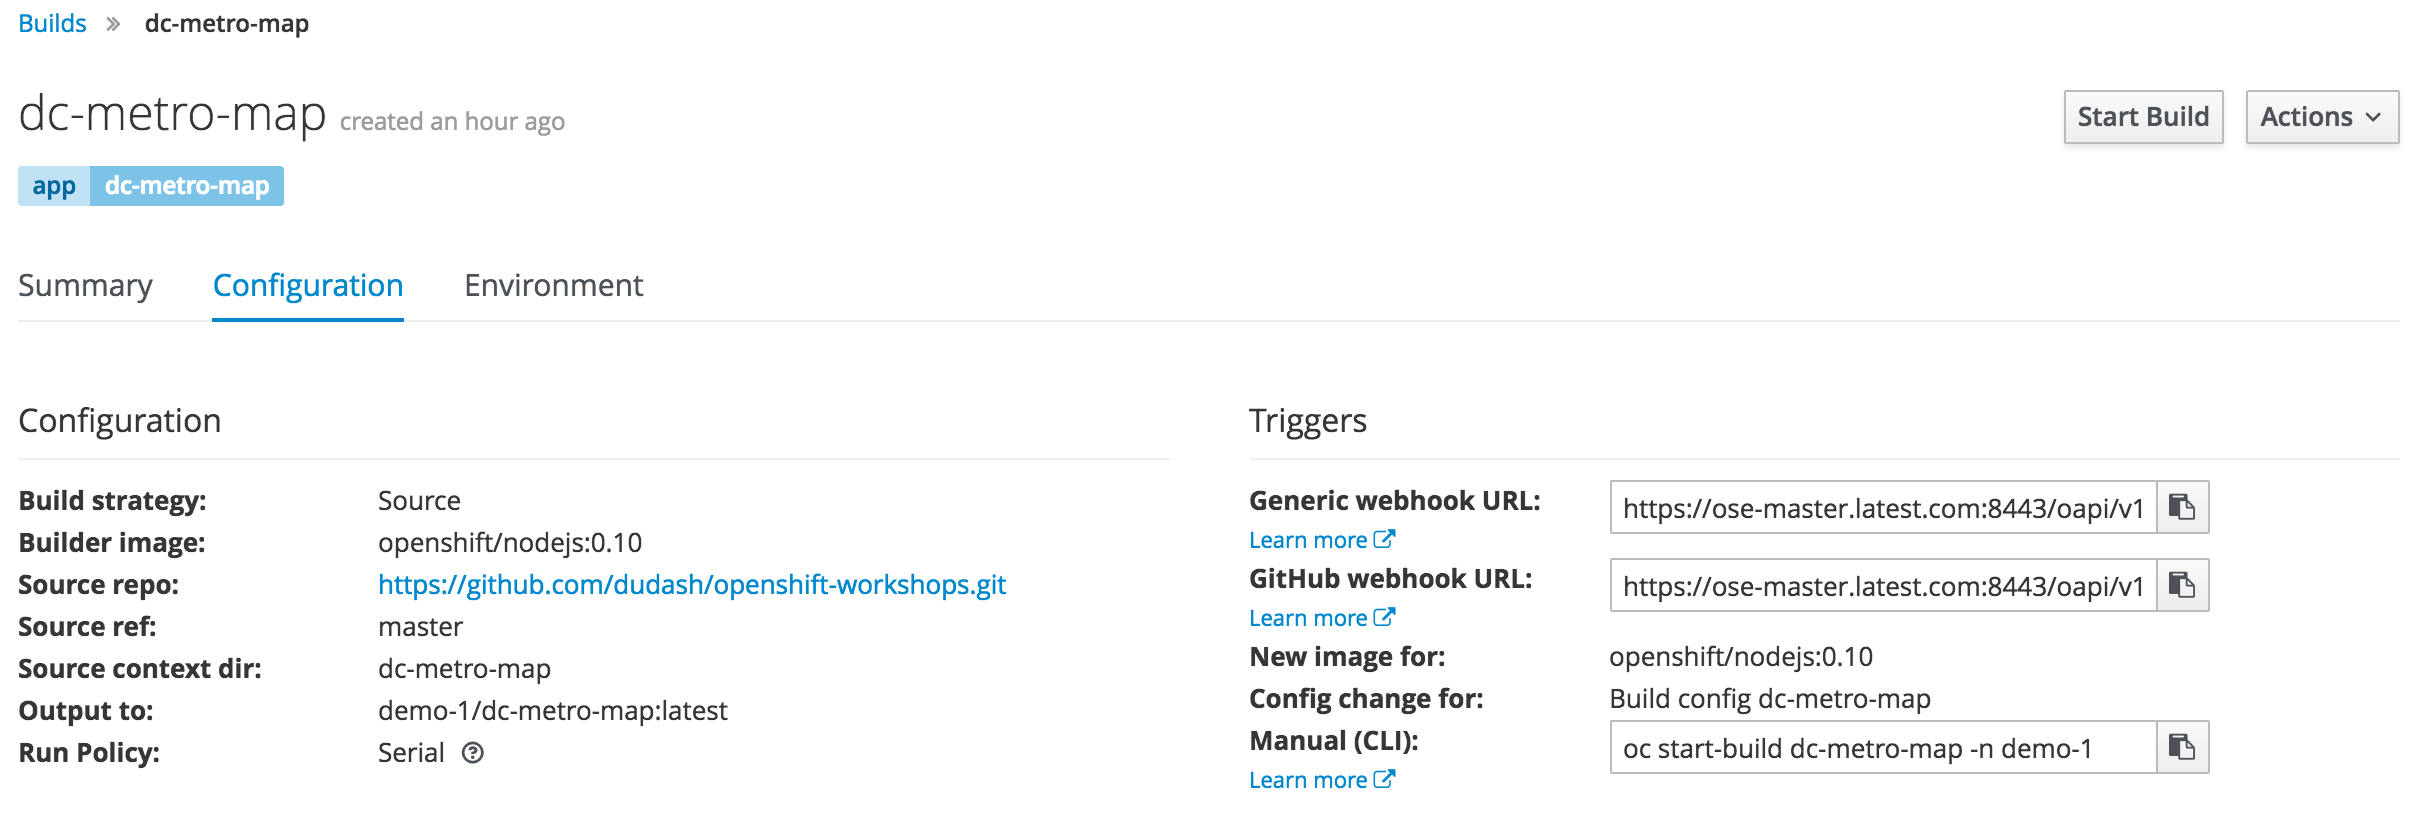 Builds » dc-metro-map
dc-metro-map created an hour ago
Start Build
Actions
app dc-metro-map
Summary Configuration Environment
Configuration
Build strategy: Source
Builder image: openshift/nodejs:0.10
Source repo: https://github.com/dudash/openshift-workshops.git
Source ref: master
Source context dir: dc-metro-map
Output to: demo-1/dc-metro-map:latest
Run Policy: Serial
Triggers
Generic webhook URL: https://ose-master.latest.com:8443/oapi/v1
Learn more
GitHub webhook URL: https://ose-master.latest.com:8443/oapi/v1
Learn more
New image for: openshift/nodejs:0.10
Config change for: Build config dc-metro-map
Manual (CLI): oc start-build dc-metro-map -n demo-1
Learn more